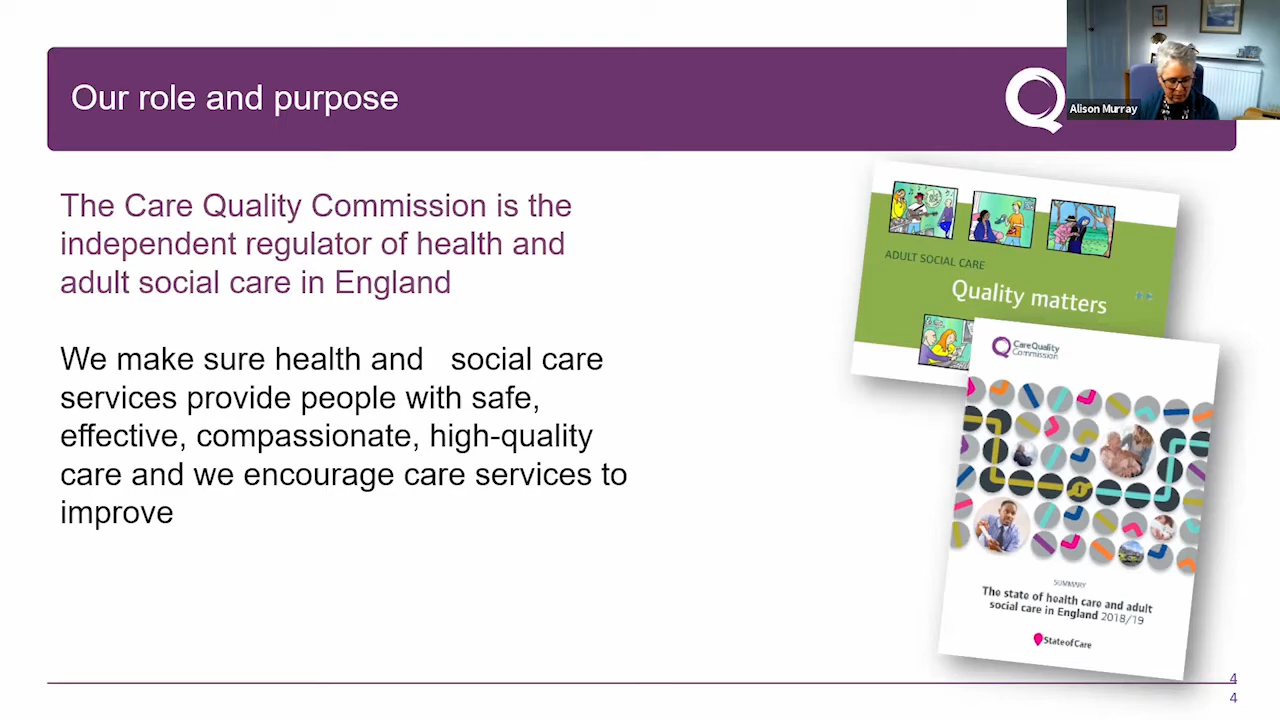 Our role and purpose
Alison Murray
The Care Quality Commission is the
independent regulator of health and
adult social care in England
We make sure health and social care
services provide people with safe,
effective, compassionate, high-quality
care and we encourage care services to
improve
ADULT SOCIAL CARE
Quality matters
CareQuality
Commission
SUMMARY
The state of health care and adult
social care in England 2018/19
StateofCare
4
4